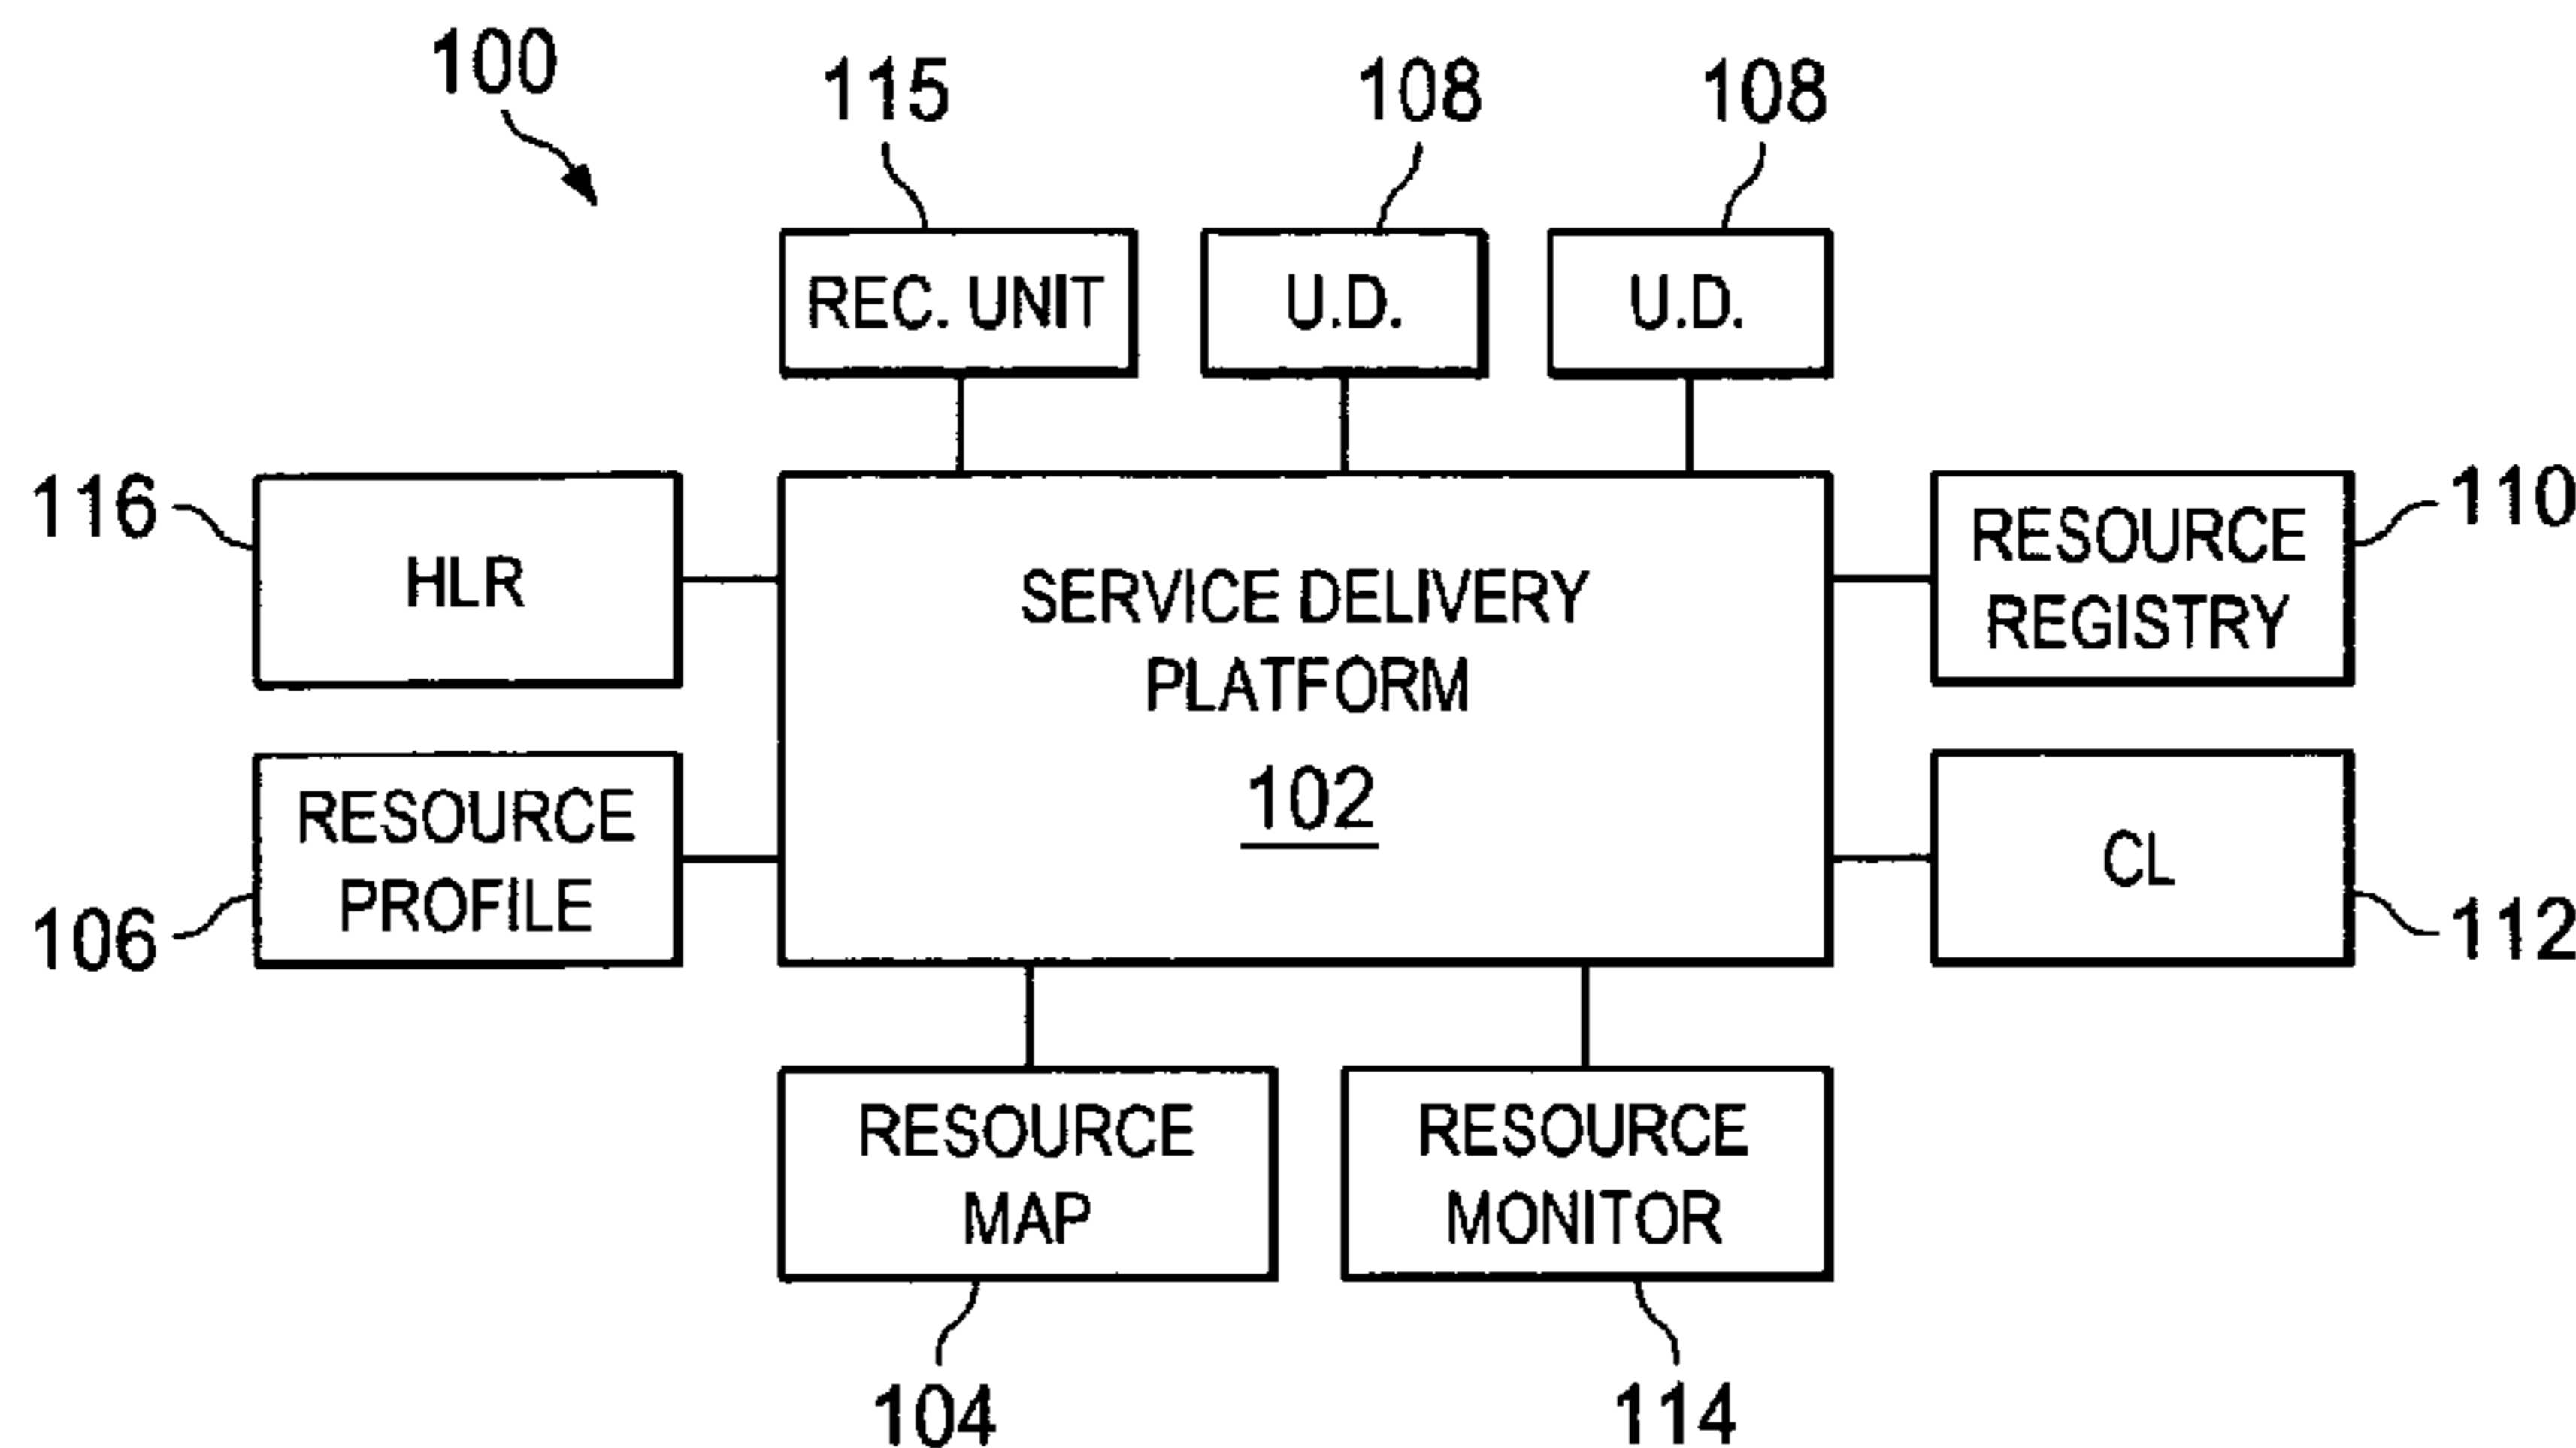 100
115
108
108
REC. UNIT
U.D.
U.D.
116
HLR
SERVICE DELIVERY
PLATFORM
102
RESOURCE
REGISTRY
110
106
RESOURCE
PROFILE
CL
112
RESOURCE
MAP
RESOURCE
MONITOR
104
114